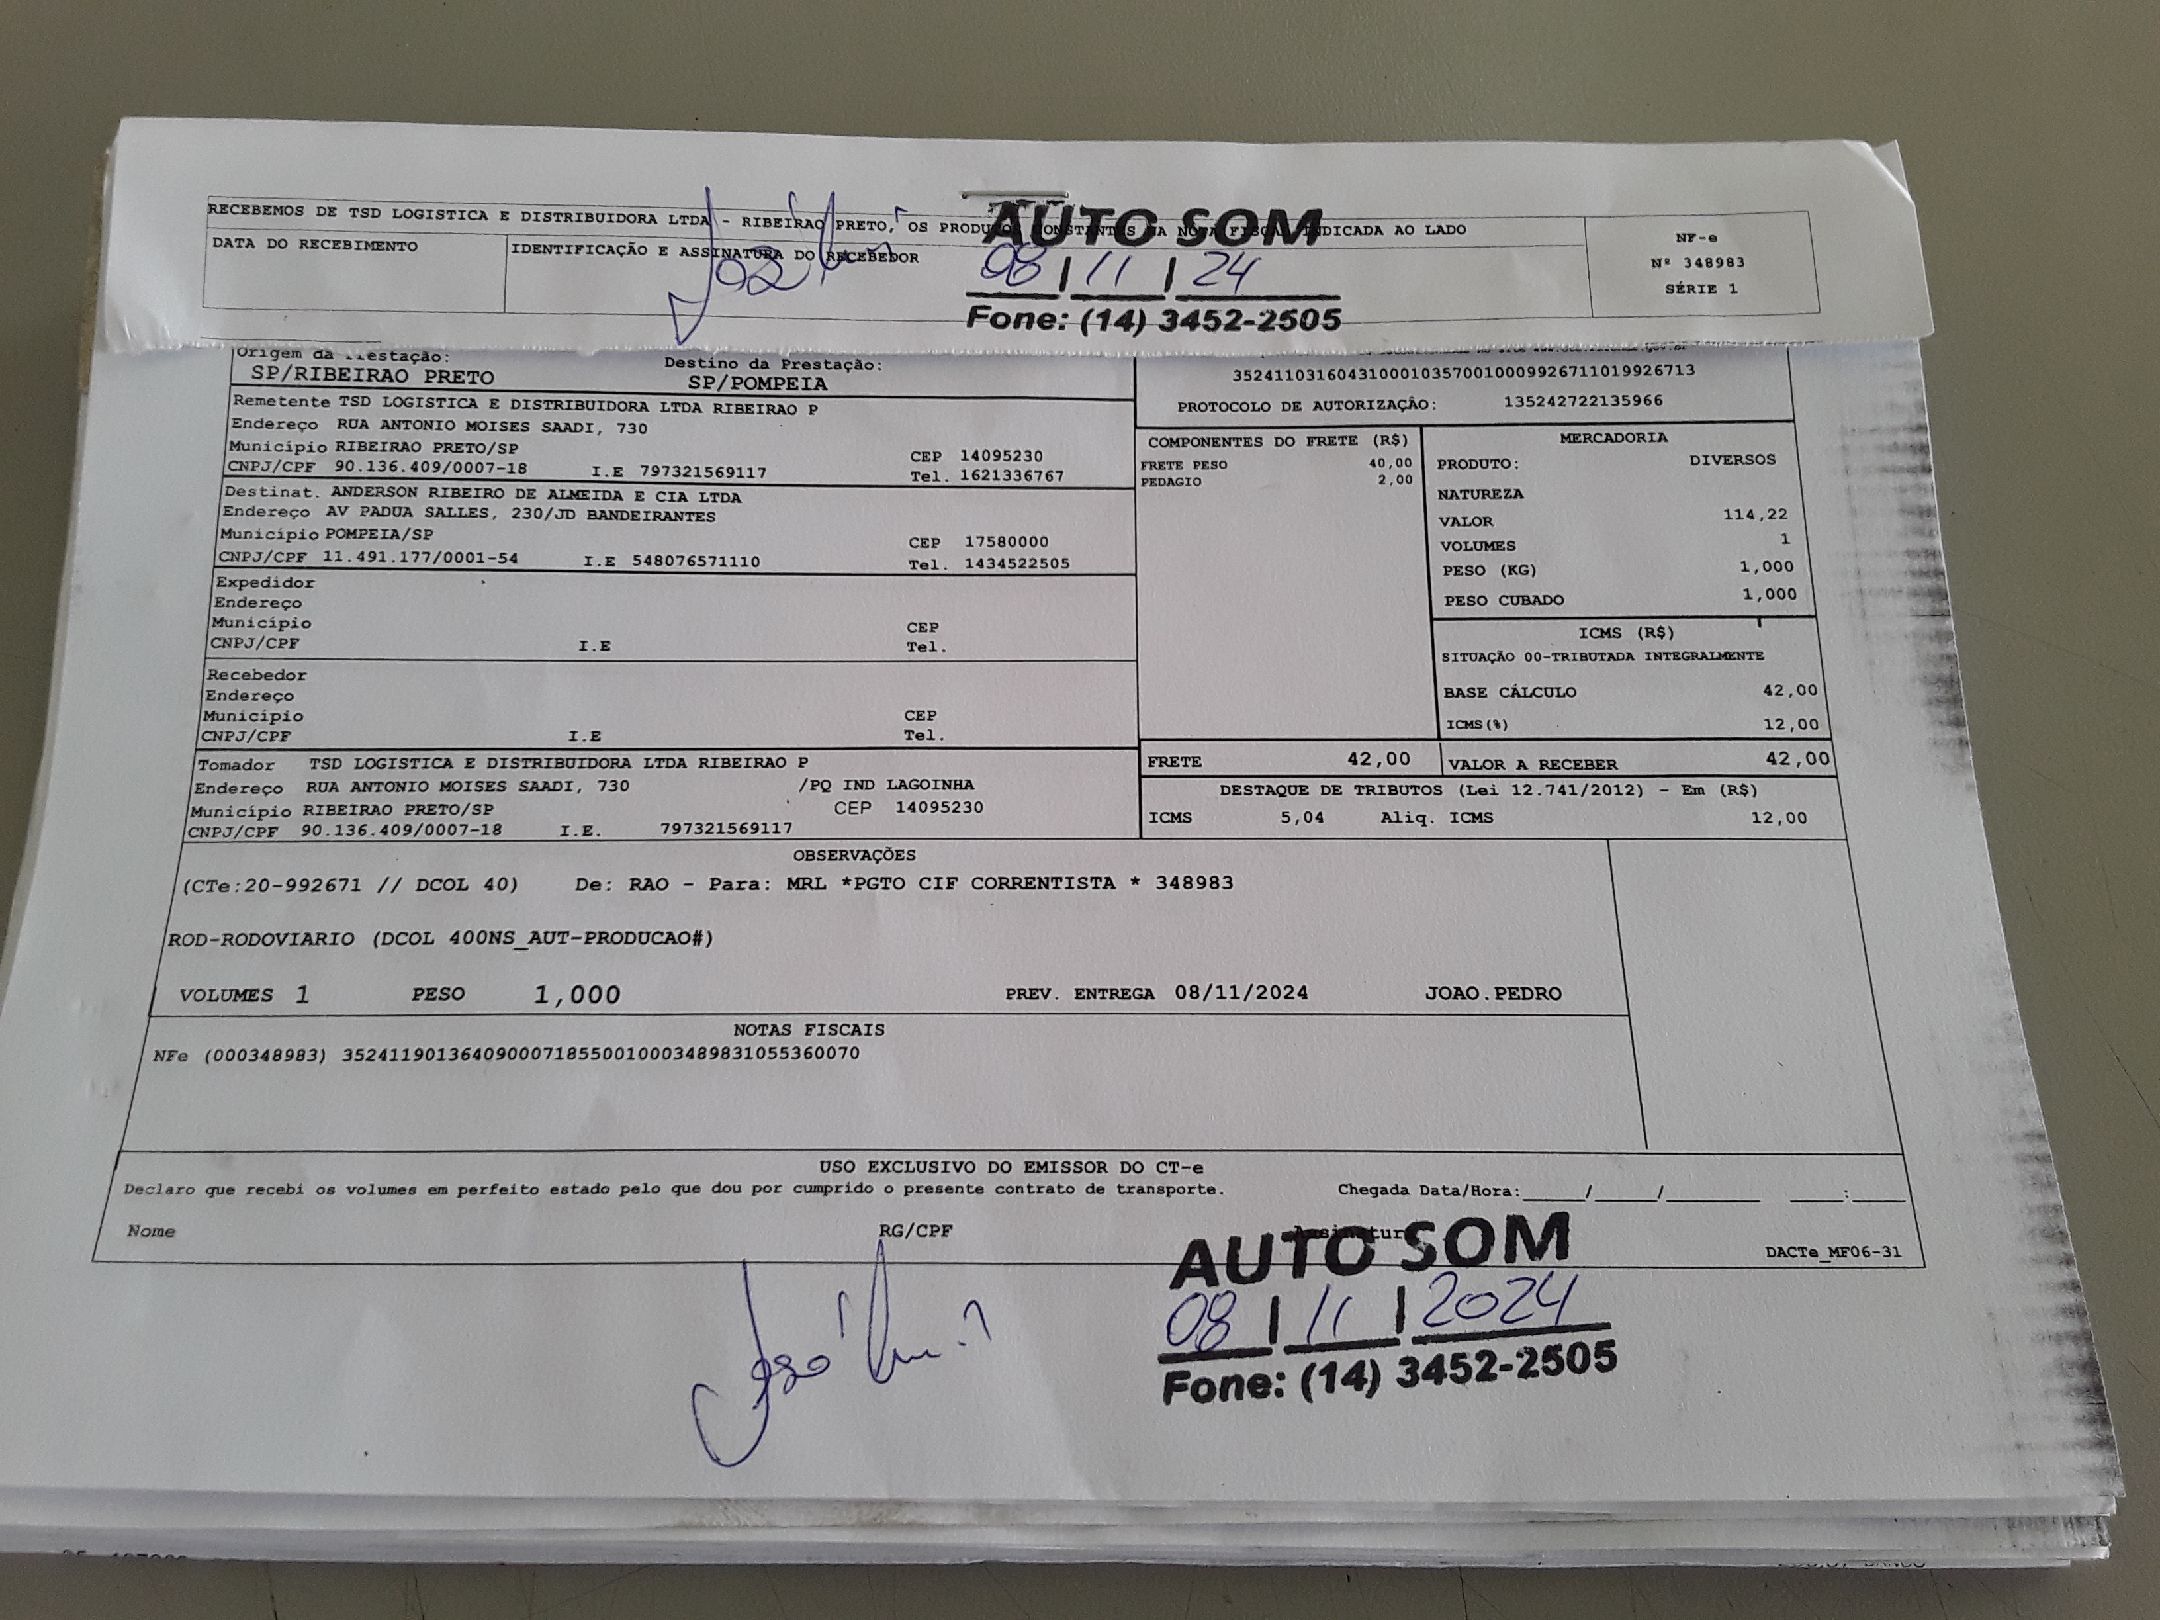 RECEBEMOS DE TSD LOGISTICA E DISTRIBUIDORA LTDA - RIBEIRAO PRETO, OS PRODUTOS CONSTANTES NA NOTA FISCAL INDICADA AO LADO
DATA DO RECEBIMENTO
IDENTIFICAÇÃO E ASSINATURA DO RECEBEDOR
AUTO SOM
08 | 11 | 24
Fone: (14) 3452-2505
NF-e
Nº 348983
SÉRIE 1
Origem da Prestação:
SP/RIBEIRAO PRETO
Destino da Prestação:
SP/POMPEIA
35241103160431000103570010009926711019926713
PROTOCOLO DE AUTORIZAÇÃO: 135242722135966
Remetente TSD LOGISTICA E DISTRIBUIDORA LTDA RIBEIRAO P
Endereço RUA ANTONIO MOISES SAADI, 730
Município RIBEIRAO PRETO/SP CEP 14095230
CNPJ/CPF 90.136.409/0007-18 I.E 797321569117 Tel. 1621336767
Destinat. ANDERSON RIBEIRO DE ALMEIDA E CIA LTDA
Endereço AV PADUA SALLES, 230/JD BANDEIRANTES
Município POMPEIA/SP CEP 17580000
CNPJ/CPF 11.491.177/0001-54 I.E 548076571110 Tel. 1434522505
Expedidor
Endereço
Município CEP
CNPJ/CPF I.E Tel.
Recebedor
Endereço
Município CEP
CNPJ/CPF I.E Tel.
Tomador TSD LOGISTICA E DISTRIBUIDORA LTDA RIBEIRAO P
Endereço RUA ANTONIO MOISES SAADI, 730 /PQ IND LAGOINHA
Município RIBEIRAO PRETO/SP CEP 14095230
CNPJ/CPF 90.136.409/0007-18 I.E. 797321569117
COMPONENTES DO FRETE (R$)
FRETE PESO 40,00
PEDAGIO 2,00
MERCADORIA
PRODUTO: DIVERSOS
NATUREZA
VALOR 114,22
VOLUMES 1
PESO (KG) 1,000
PESO CUBADO 1,000
ICMS (R$)
SITUAÇÃO 00-TRIBUTADA INTEGRALMENTE
BASE CÁLCULO 42,00
ICMS(%) 12,00
FRETE 42,00 VALOR A RECEBER 42,00
DESTAQUE DE TRIBUTOS (Lei 12.741/2012) - Em (R$)
ICMS 5,04 Aliq. ICMS 12,00
OBSERVAÇÕES
(CTe:20-992671 // DCOL 40) De: RAO - Para: MRL *PGTO CIF CORRENTISTA * 348983
ROD-RODOVIARIO (DCOL 400NS_AUT-PRODUCAO#)
VOLUMES 1 PESO 1,000 PREV. ENTREGA 08/11/2024 JOAO.PEDRO
NOTAS FISCAIS
NFe (000348983) 35241190136409000718550010003489831055360070
USO EXCLUSIVO DO EMISSOR DO CT-e
Declaro que recebi os volumes em perfeito estado pelo que dou por cumprido o presente contrato de transporte. Chegada Data/Hora:_____/_____/________ _____:_____
Nome RG/CPF Assinatura
DACTe_MF06-31
AUTO SOM
08 | 11 | 2024
Fone: (14) 3452-2505